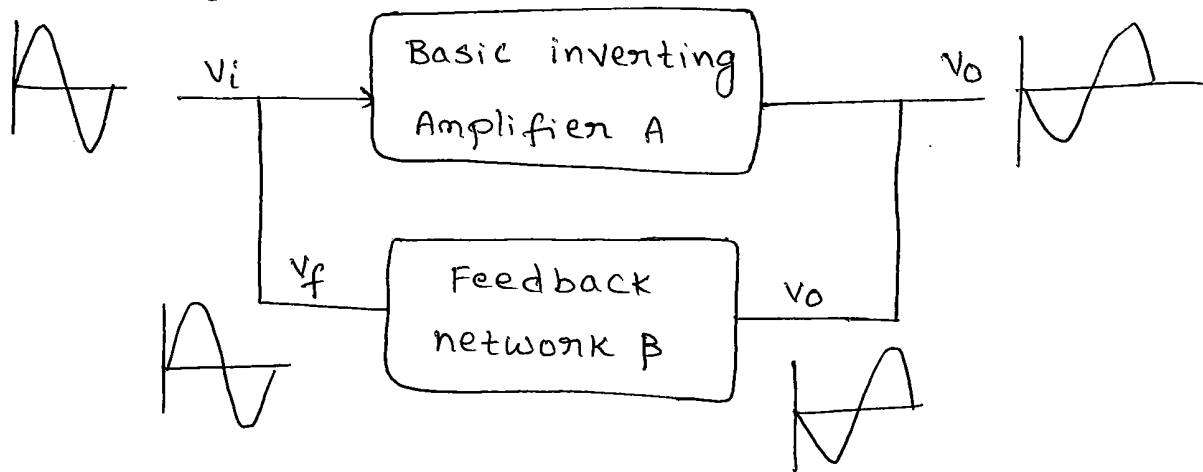 Basic inverting
Amplifier A
Vi
Vo
Feedback
network β
Vf
Vo